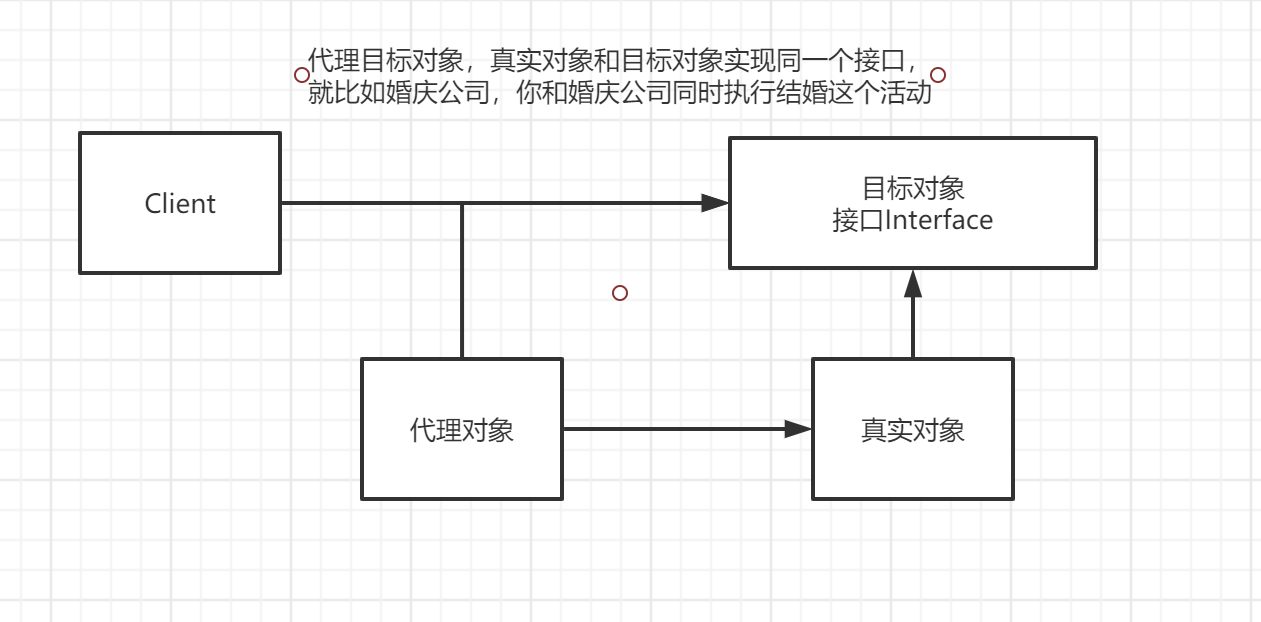 代理目标对象，真实对象和目标对象实现同一个接口，
就比如婚庆公司，你和婚庆公司同时执行结婚这个活动
Client
目标对象
接口Interface
代理对象
真实对象